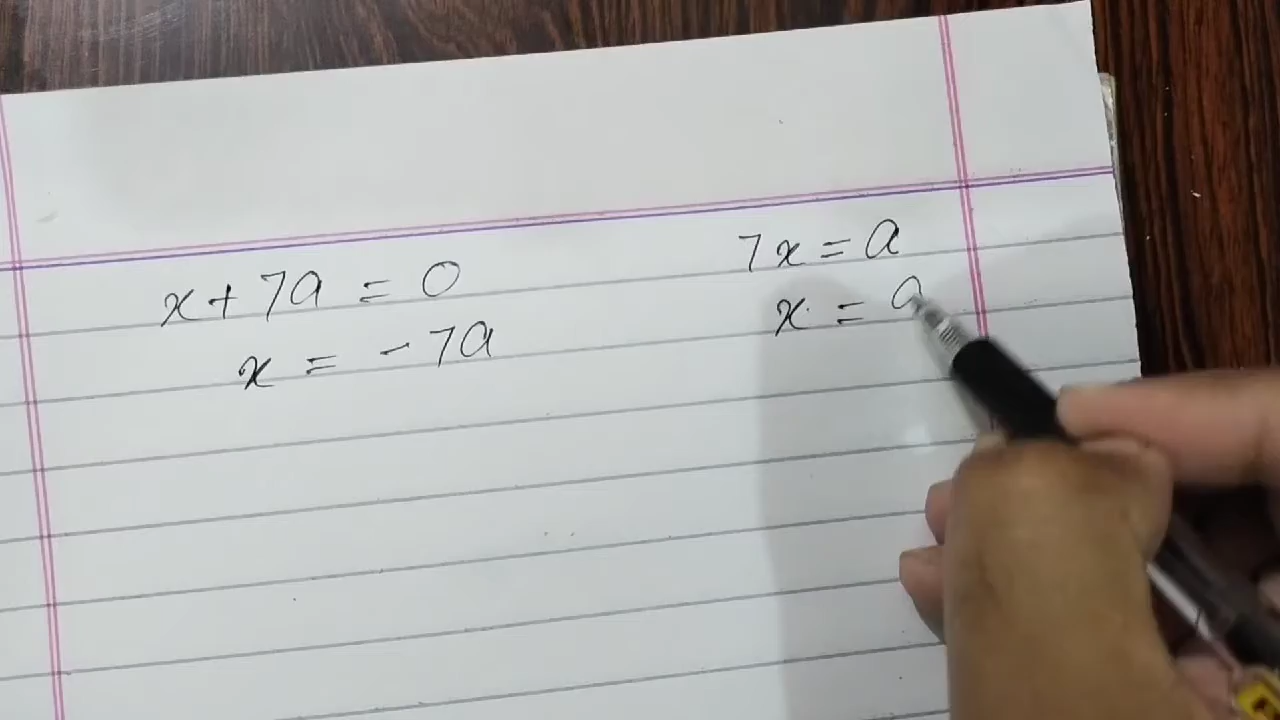 x + 7a = 0
x = - 7a
7x = a
x = a